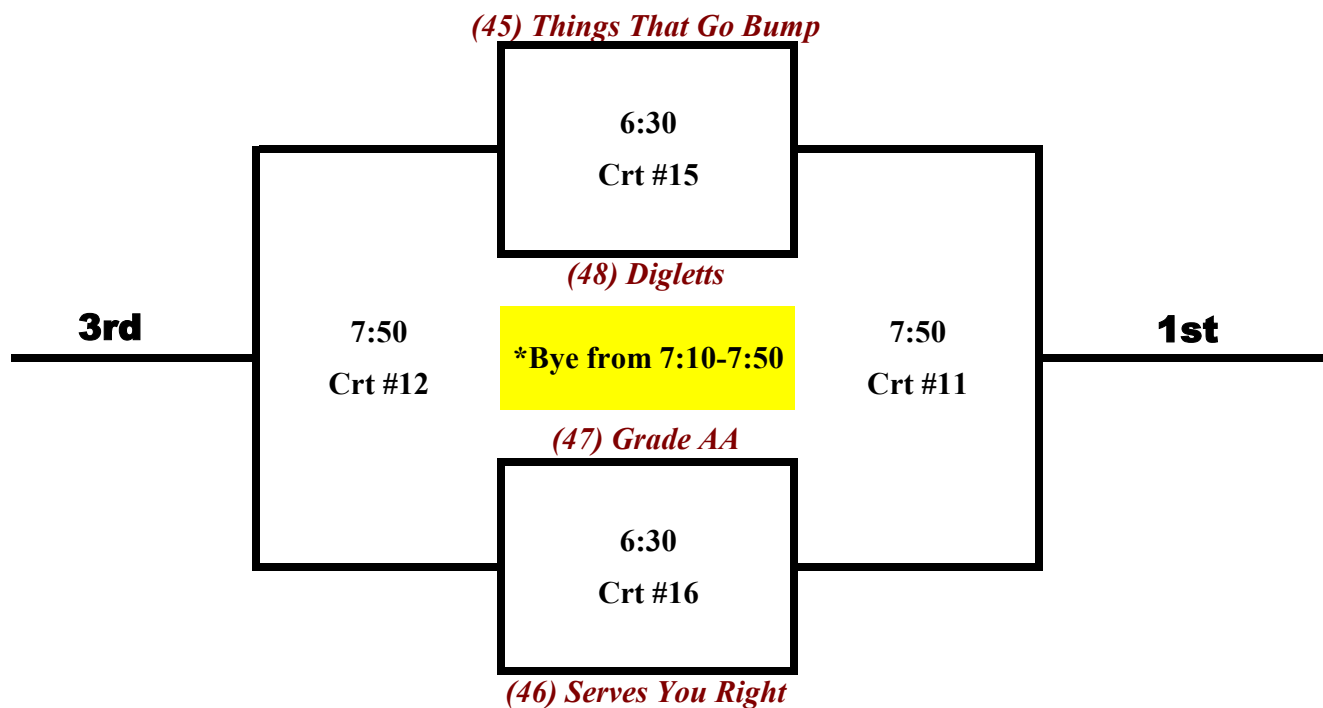 (45) Things That Go Bump
6:30
Crt #15
(48) Digletts
3rd
7:50
Crt #12
*Bye from 7:10-7:50
7:50
Crt #11
1st
(47) Grade AA
6:30
Crt #16
(46) Serves You Right